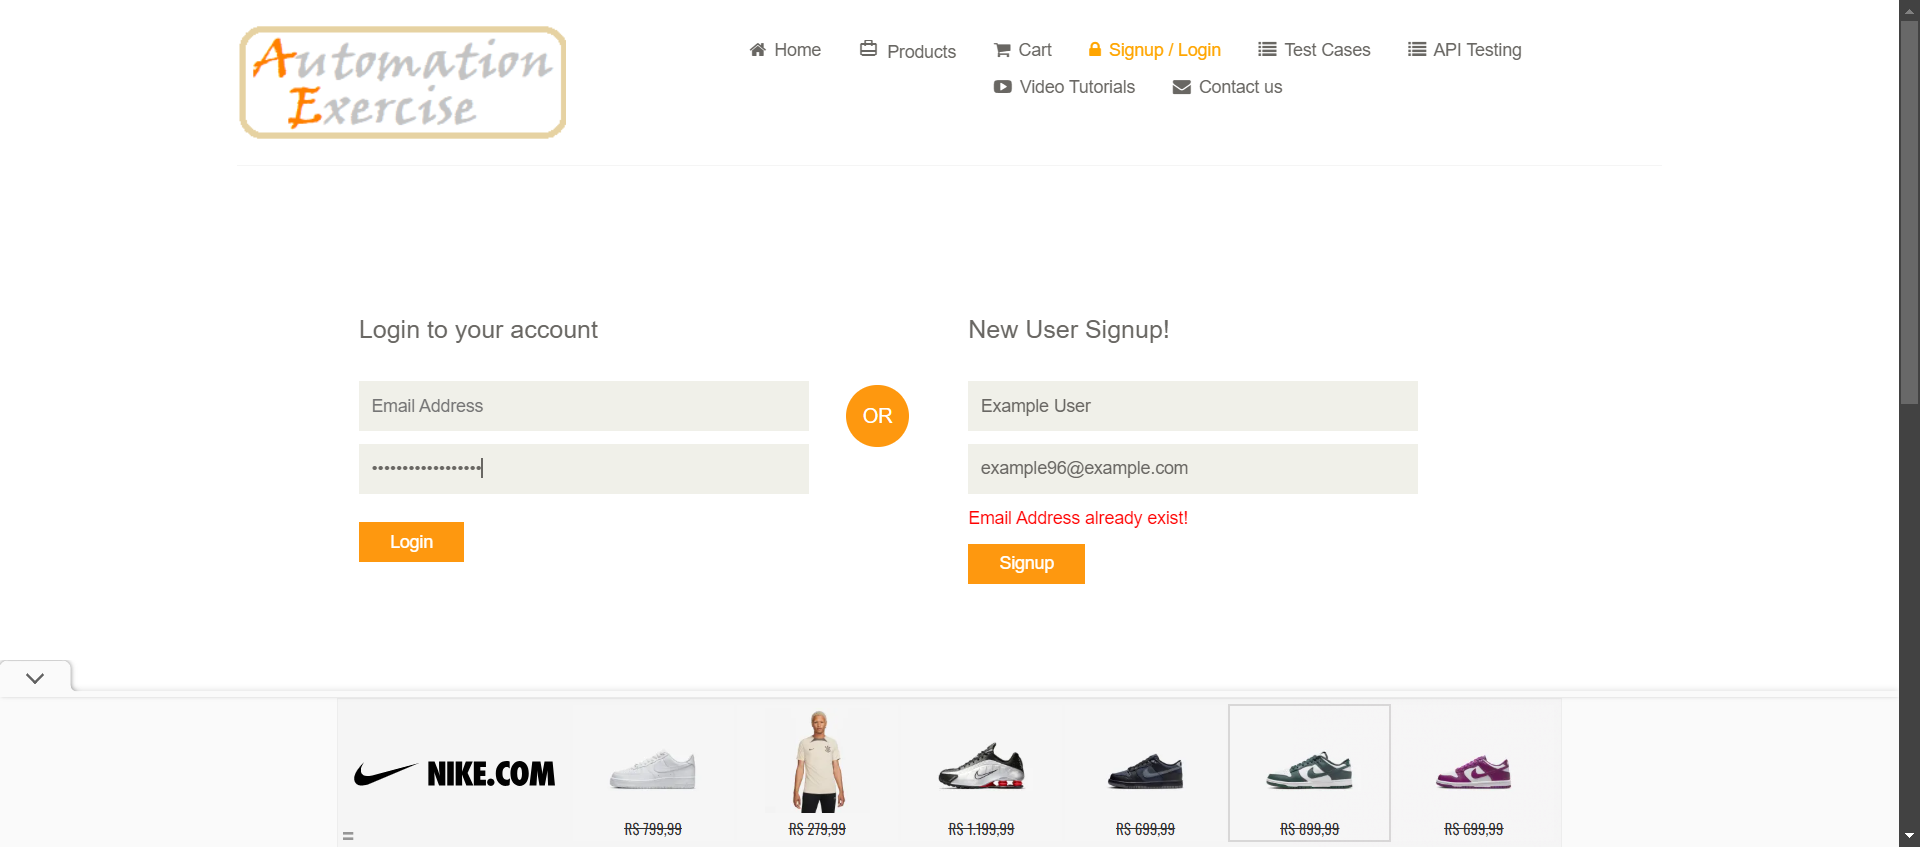 Automation
Exercise
Home
Products
Cart
Signup / Login
Test Cases
API Testing
Video Tutorials
Contact us
Login to your account
Email Address
••••••••••••••••••
Login
OR
New User Signup!
Example User
example96@example.com
Email Address already exist!
Signup
NIKE.COM
R$ 799,99
R$ 279,99
R$ 1.199,99
R$ 699,99
R$ 899,99
R$ 699,99